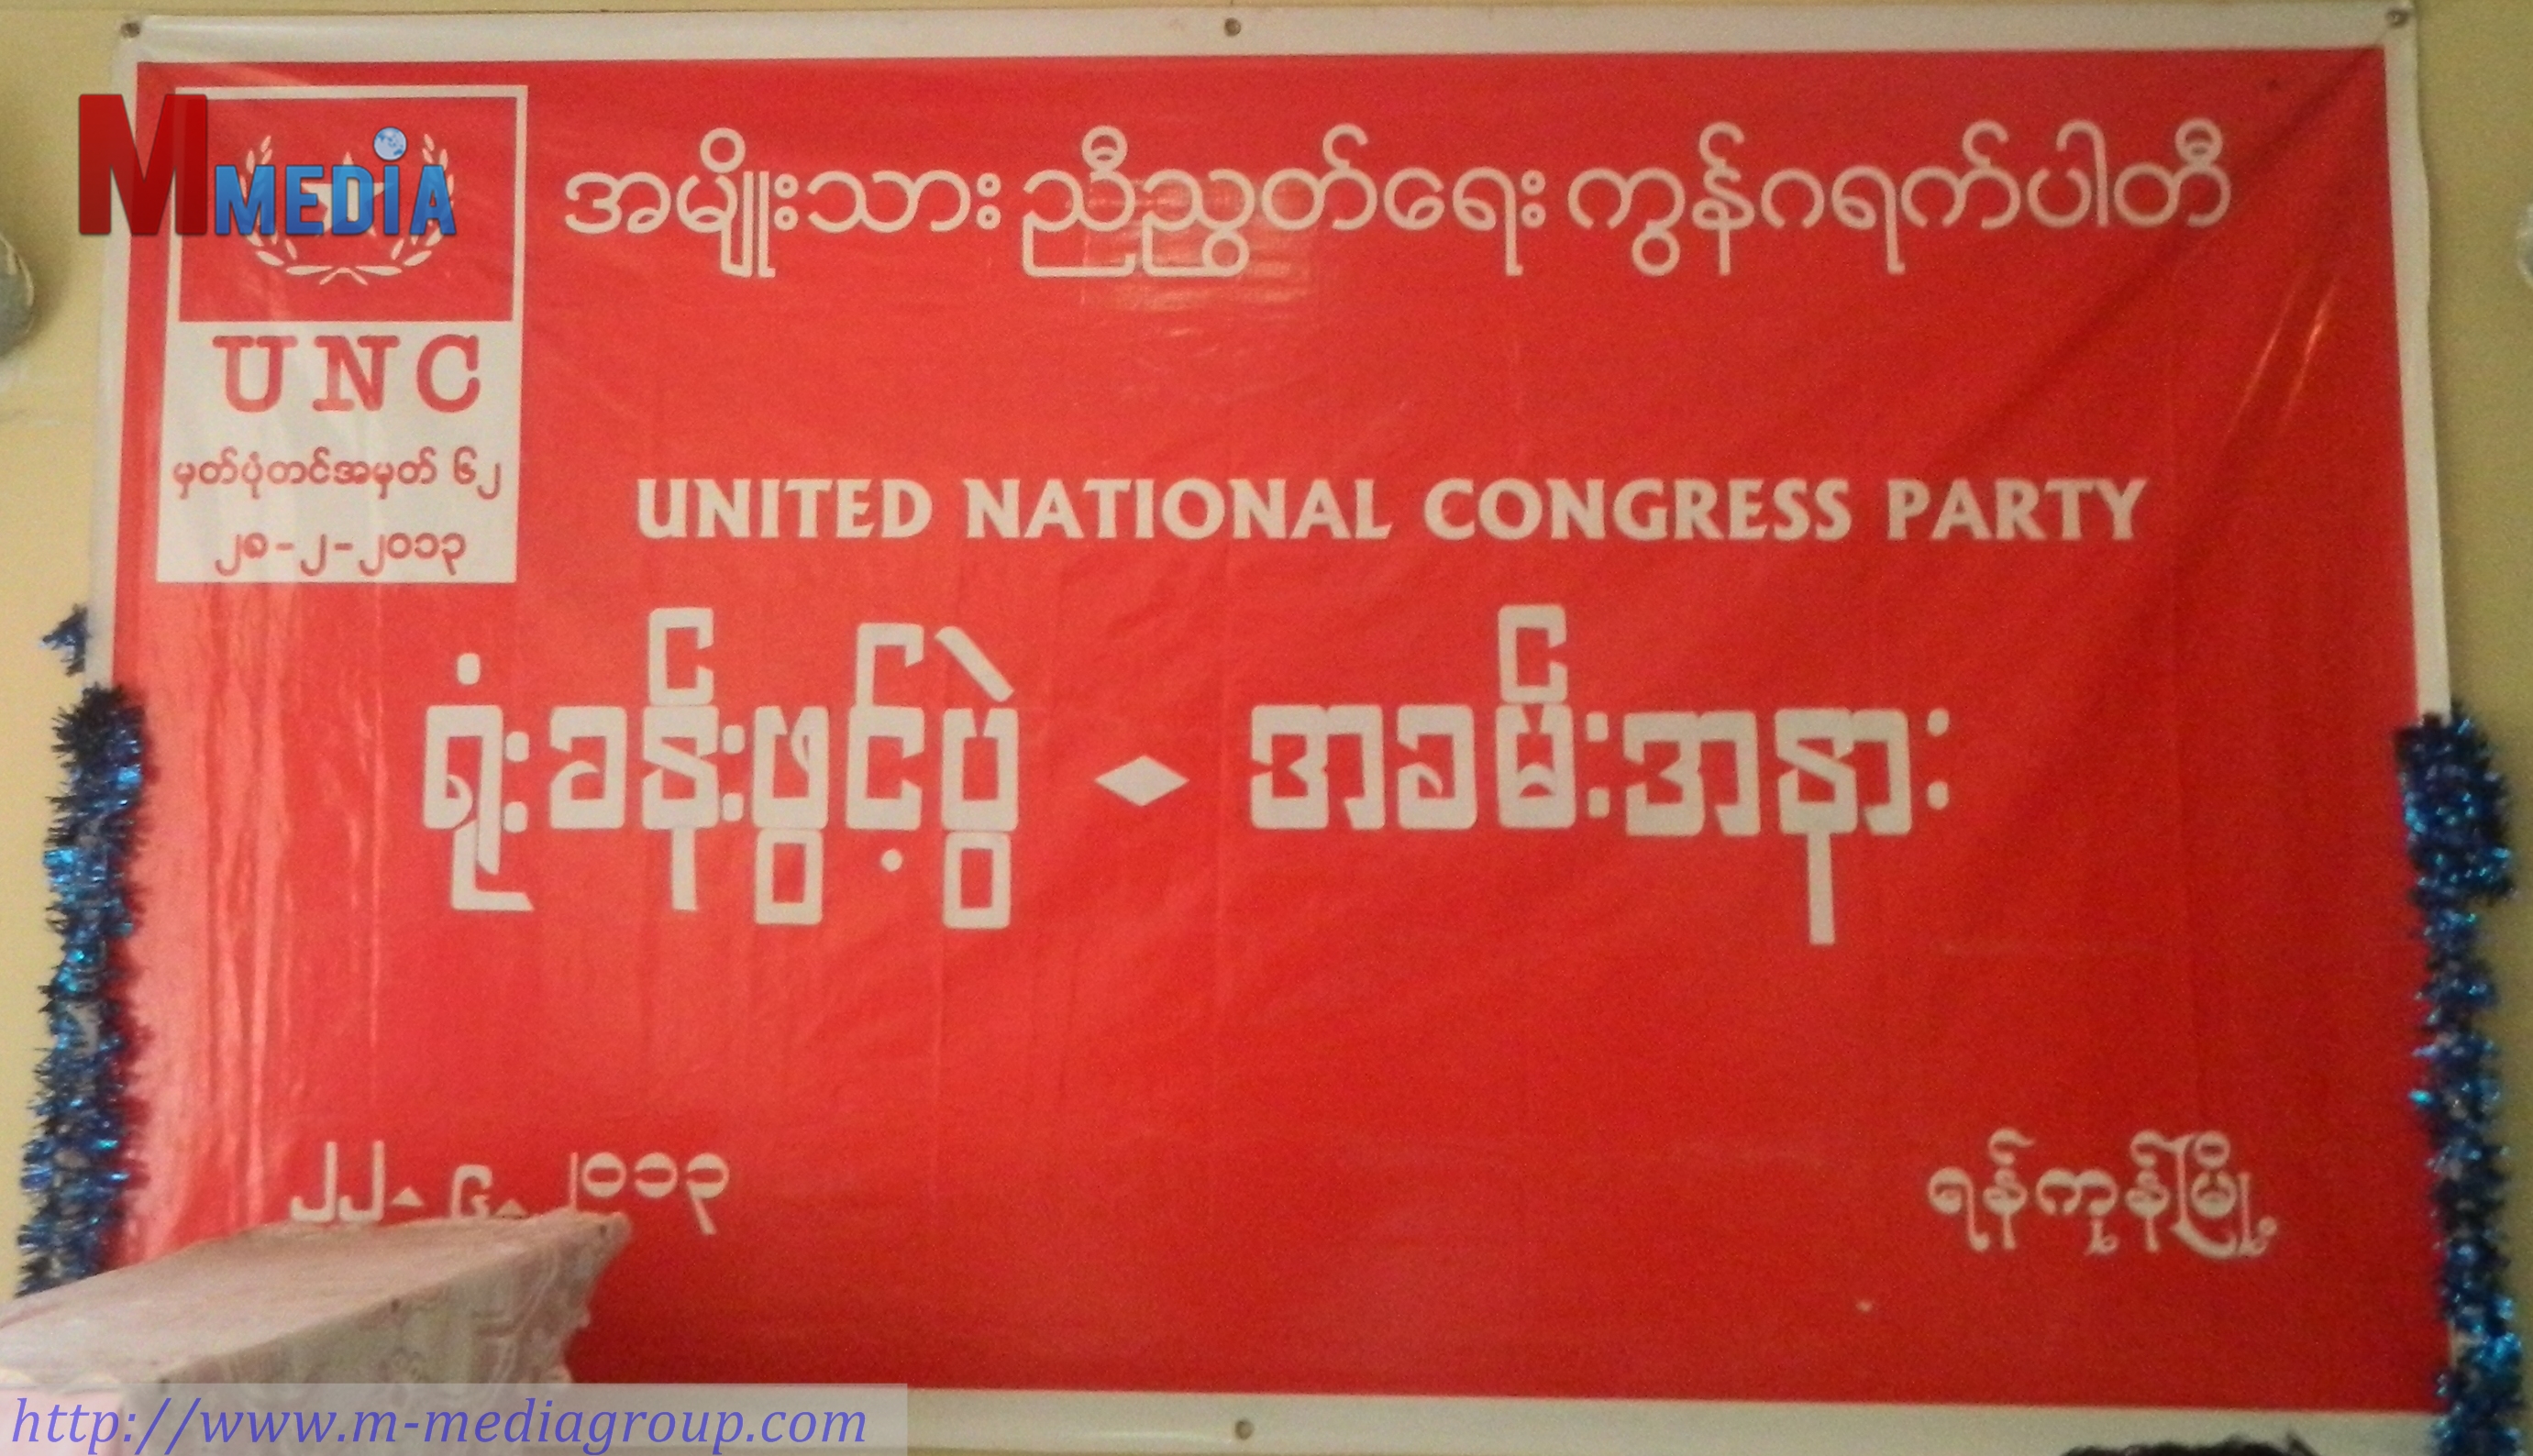 M MEDIA
အမျိုးသား ညီညွတ်ရေး ကွန်ဂရက်ပါတီ
UNC
မှတ်ပုံတင်အမှတ် ၆၂
၂၈-၂-၂၀၁၃
UNITED NATIONAL CONGRESS PARTY
ရုံးခန်းဖွင့်ပွဲ ◆ အခမ်းအနား
၂၂-၆-၂၀၁၃
ရန်ကုန်မြို့
http://www.m-mediagroup.com